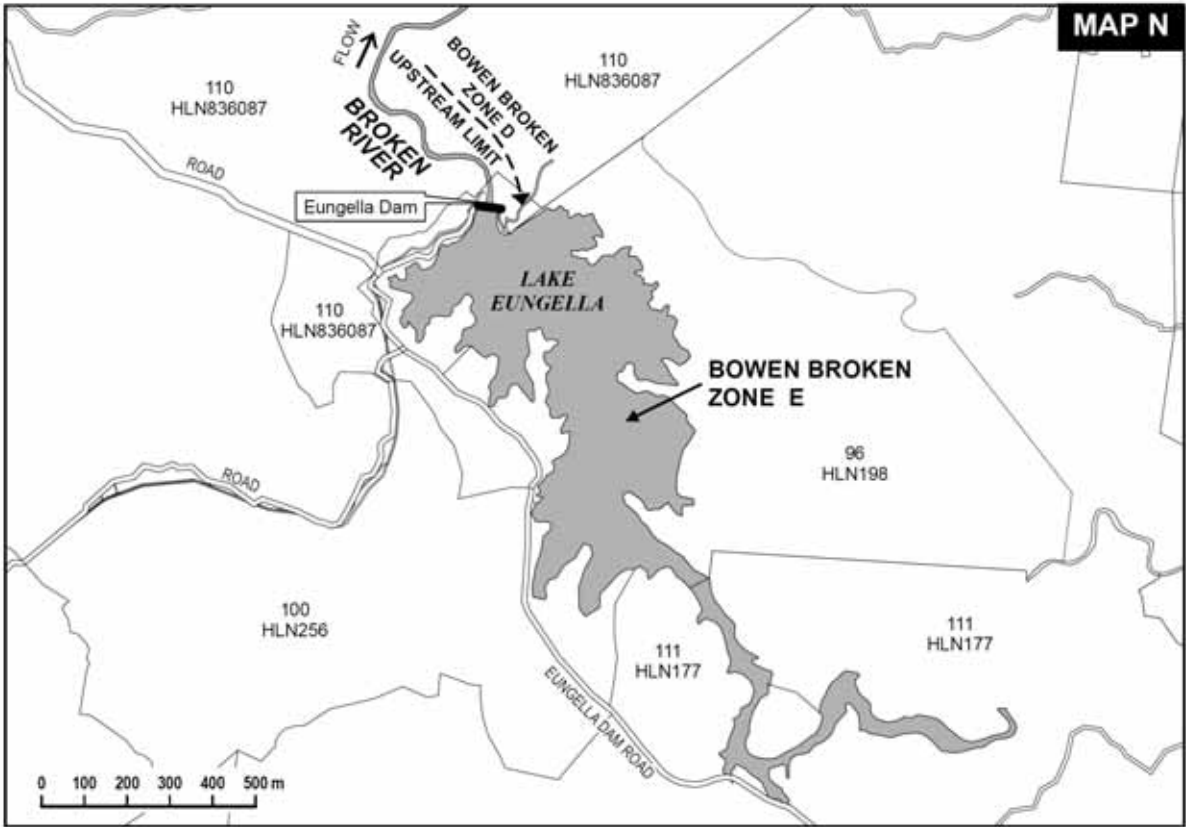 MAP N
FLOW
BOWEN BROKEN
ZONE D
UPSTREAM LIMIT
110
HLN836087
110
HLN836087
BROKEN
RIVER
ROAD
Eungella Dam
LAKE
EUNGELLA
110
HLN836087
BOWEN BROKEN
ZONE E
96
HLN198
ROAD
100
HLN256
111
HLN177
111
HLN177
EUNGELLA DAM ROAD
0 100 200 300 400 500 m